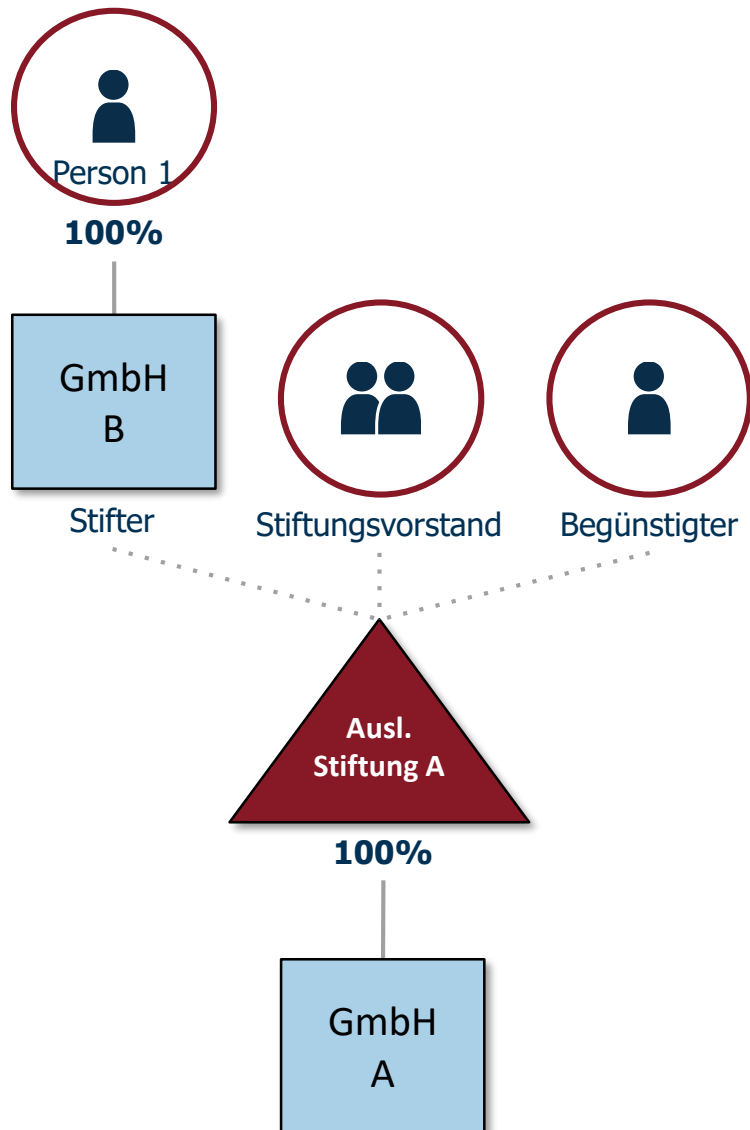 Person 1
100%
GmbH
B
Stifter
Stiftungsvorstand
Begünstigter
Ausl.
Stiftung A
100%
GmbH
A